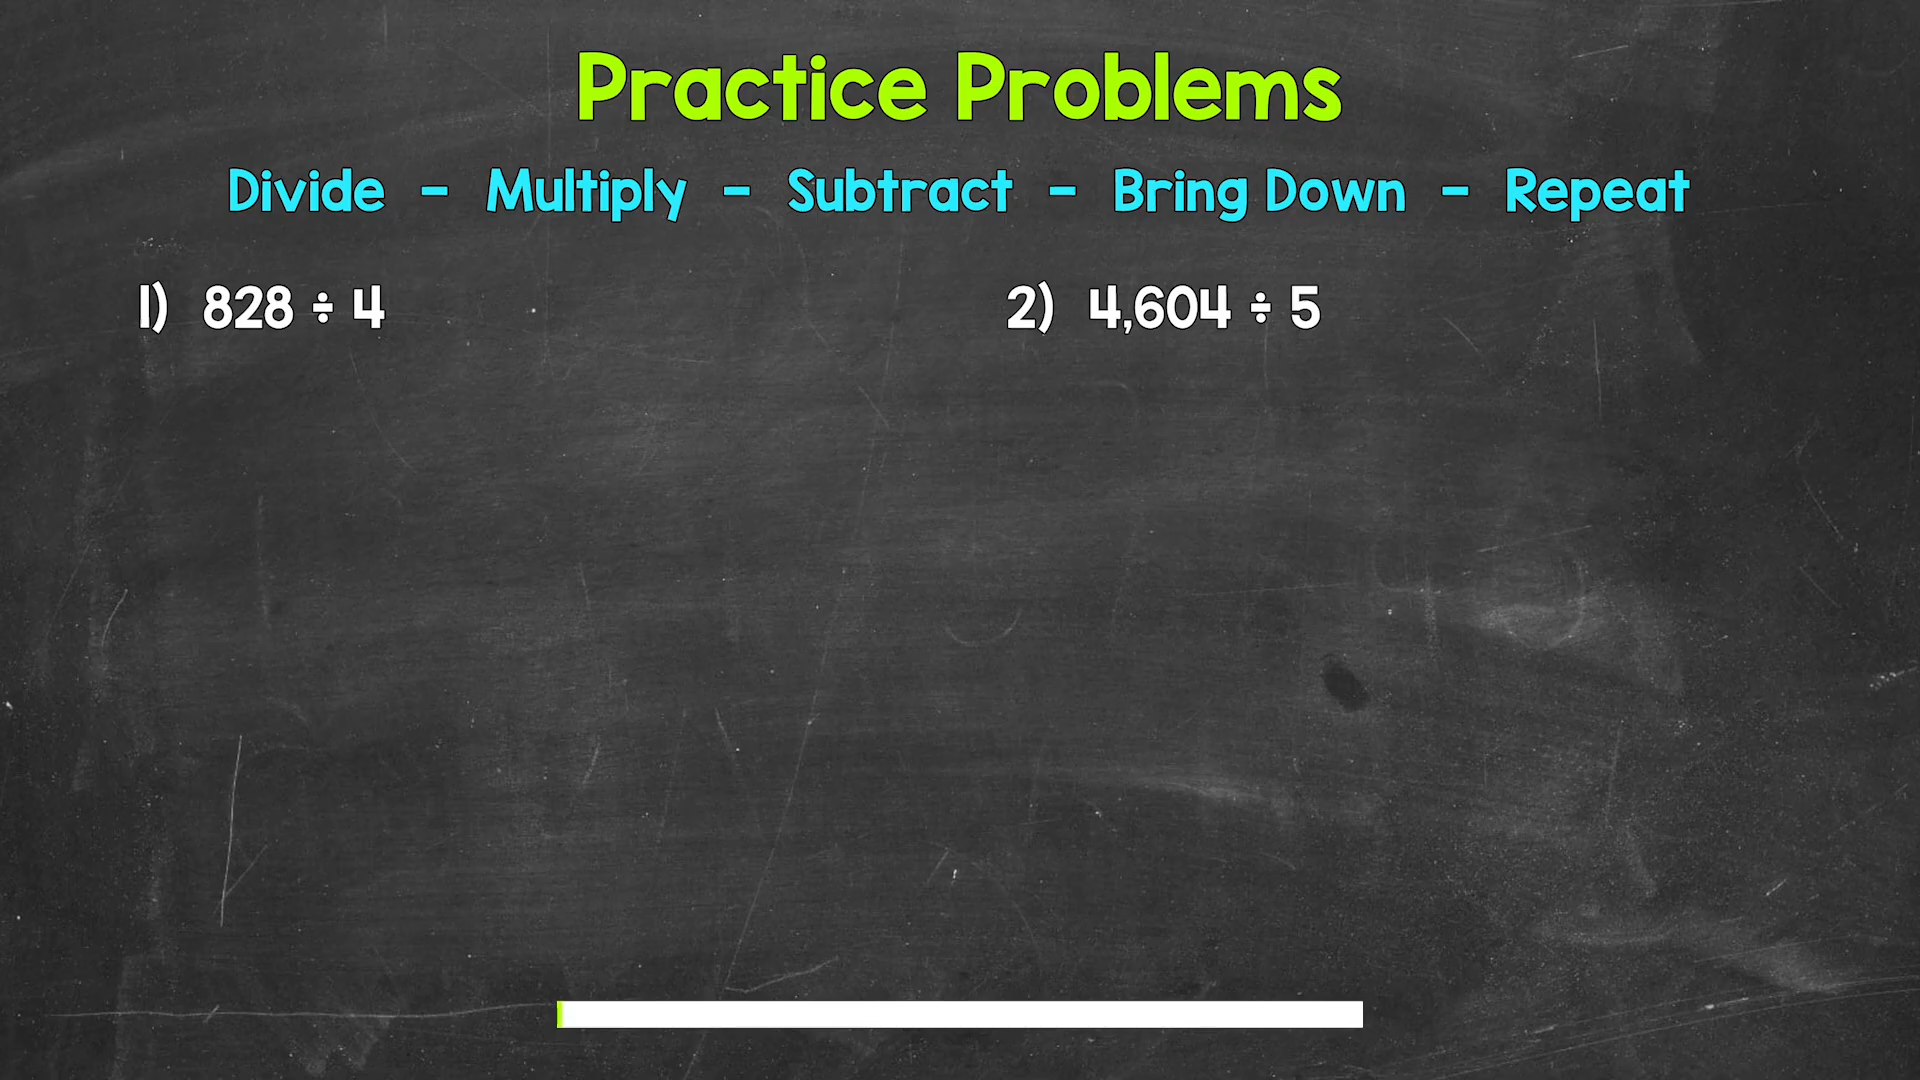 Practice Problems
Divide - Multiply - Subtract - Bring Down - Repeat
1) 828 ÷ 4
2) 4,604 ÷ 5